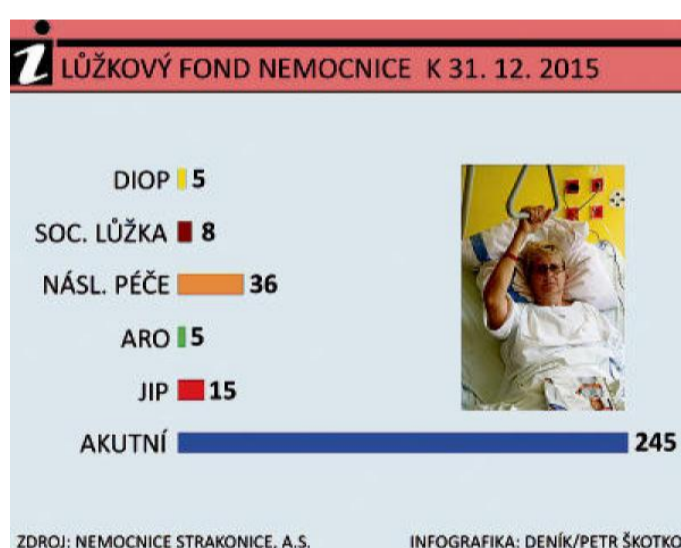 i LŮŽKOVÝ FOND NEMOCNICE K 31. 12. 2015
DIOP 5
SOC. LŮŽKA 8
NÁSL. PÉČE 36
ARO 5
JIP 15
AKUTNÍ 245
ZDROJ: NEMOCNICE STRAKONICE, A.S. INFOGRAFIKA: DENÍK/PETR ŠKOTKO